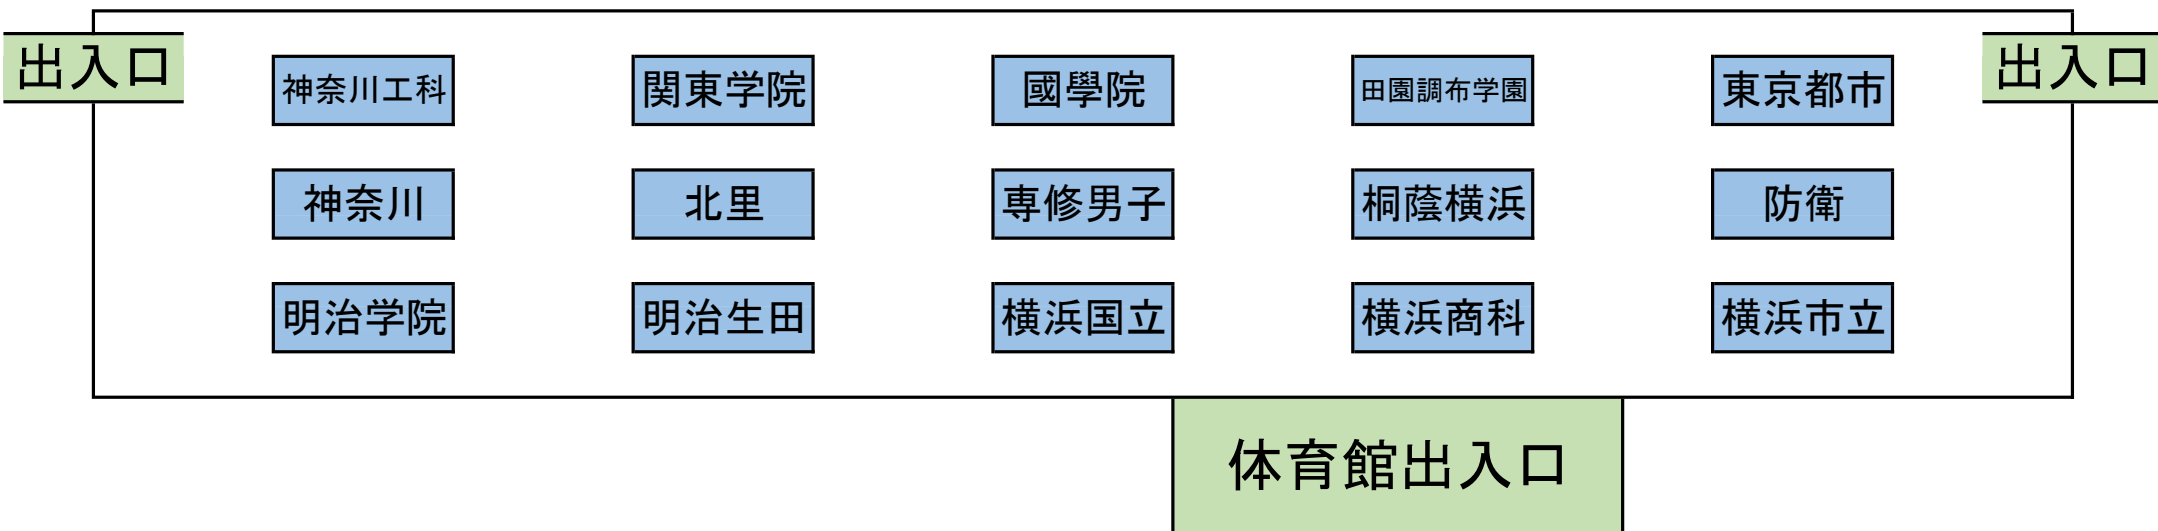 出入口
出入口
神奈川工科
関東学院
國學院
田園調布学園
東京都市
神奈川
北里
専修男子
桐蔭横浜
防衛
明治学院
明治生田
横浜国立
横浜商科
横浜市立
体育館出入口